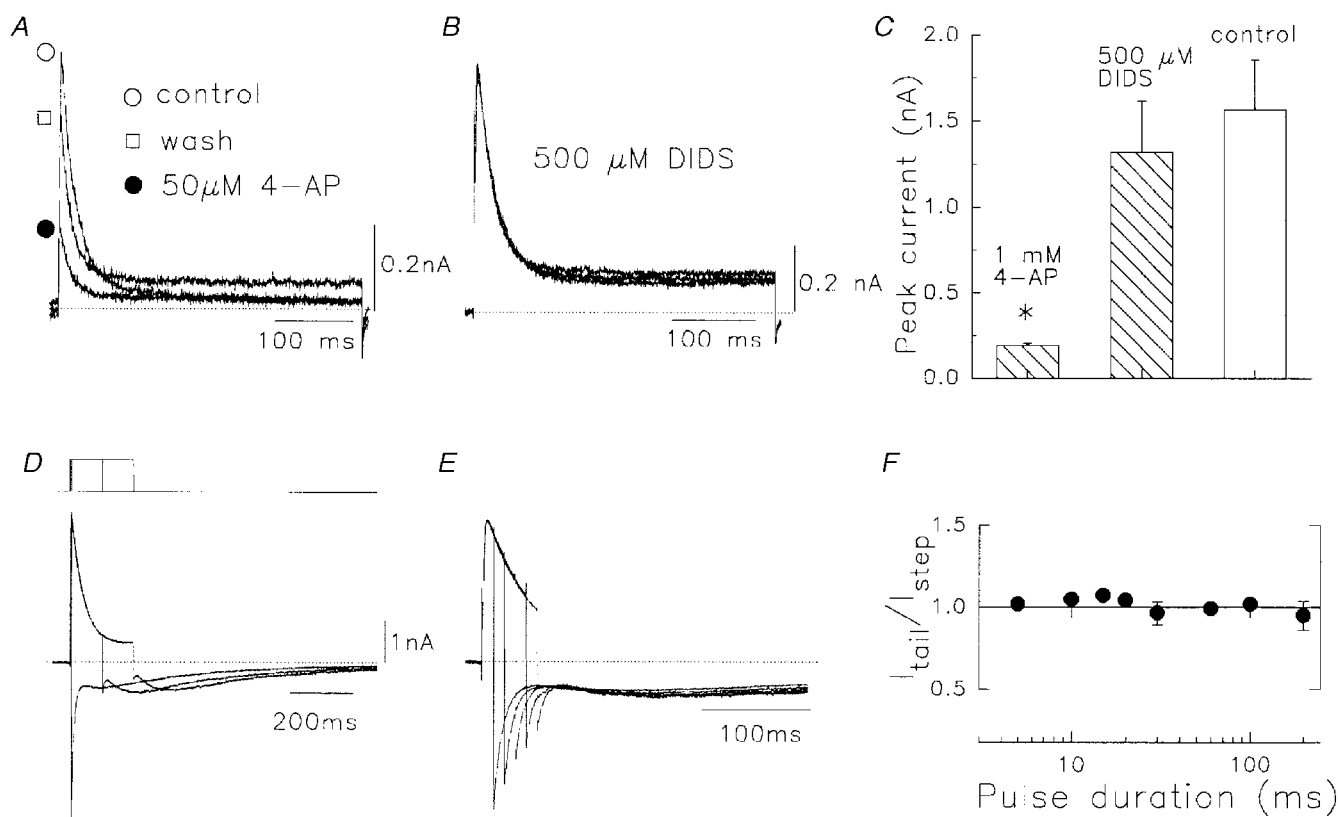 A
○ control
□ wash
● 50μM 4-AP
0.2nA
100 ms
B
500 μM DIDS
0.2 nA
100 ms
C
Peak current (nA)
2.0
1.5
1.0
0.5
0.0
1 mM
4-AP
*
500 μM
DIDS
control
D
1nA
200ms
E
100ms
F
I_tail/I_step
1.5
1.0
0.5
10
100
Pulse duration (ms)